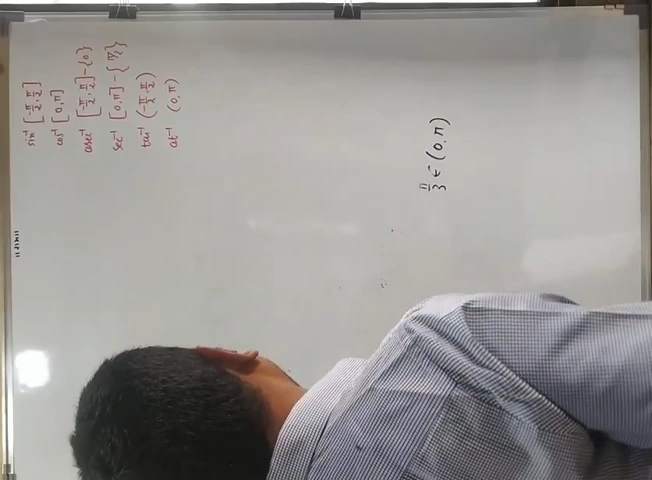 sin⁻¹ [-π/2, π/2]
cos⁻¹ [0, π]
cosec⁻¹ [-π/2, π/2] - {0}
sec⁻¹ [0, π] - {π/2}
tan⁻¹ (-π/2, π/2)
cot⁻¹ (0, π)
π/3 ∈ (0, π)